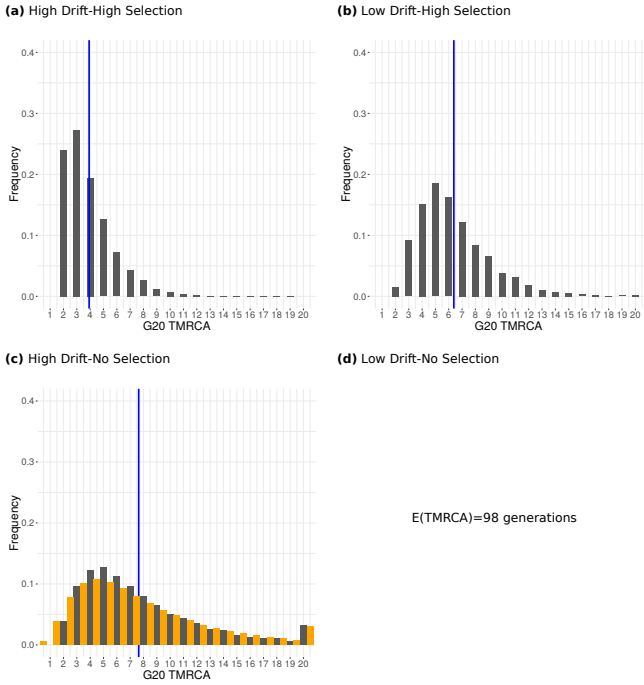 (a) High Drift-High Selection
0.4
0.3
0.2
0.1
0.0
Frequency
1 2 3 4 5 6 7 8 9 10 11 12 13 14 15 16 17 18 19 20
G20 TMRCA
(b) Low Drift-High Selection
0.4
0.3
0.2
0.1
0.0
Frequency
1 2 3 4 5 6 7 8 9 10 11 12 13 14 15 16 17 18 19 20
G20 TMRCA
(c) High Drift-No Selection
0.4
0.3
0.2
0.1
0.0
Frequency
1 2 3 4 5 6 7 8 9 10 11 12 13 14 15 16 17 18 19 20
G20 TMRCA
(d) Low Drift-No Selection
E(TMRCA)=98 generations